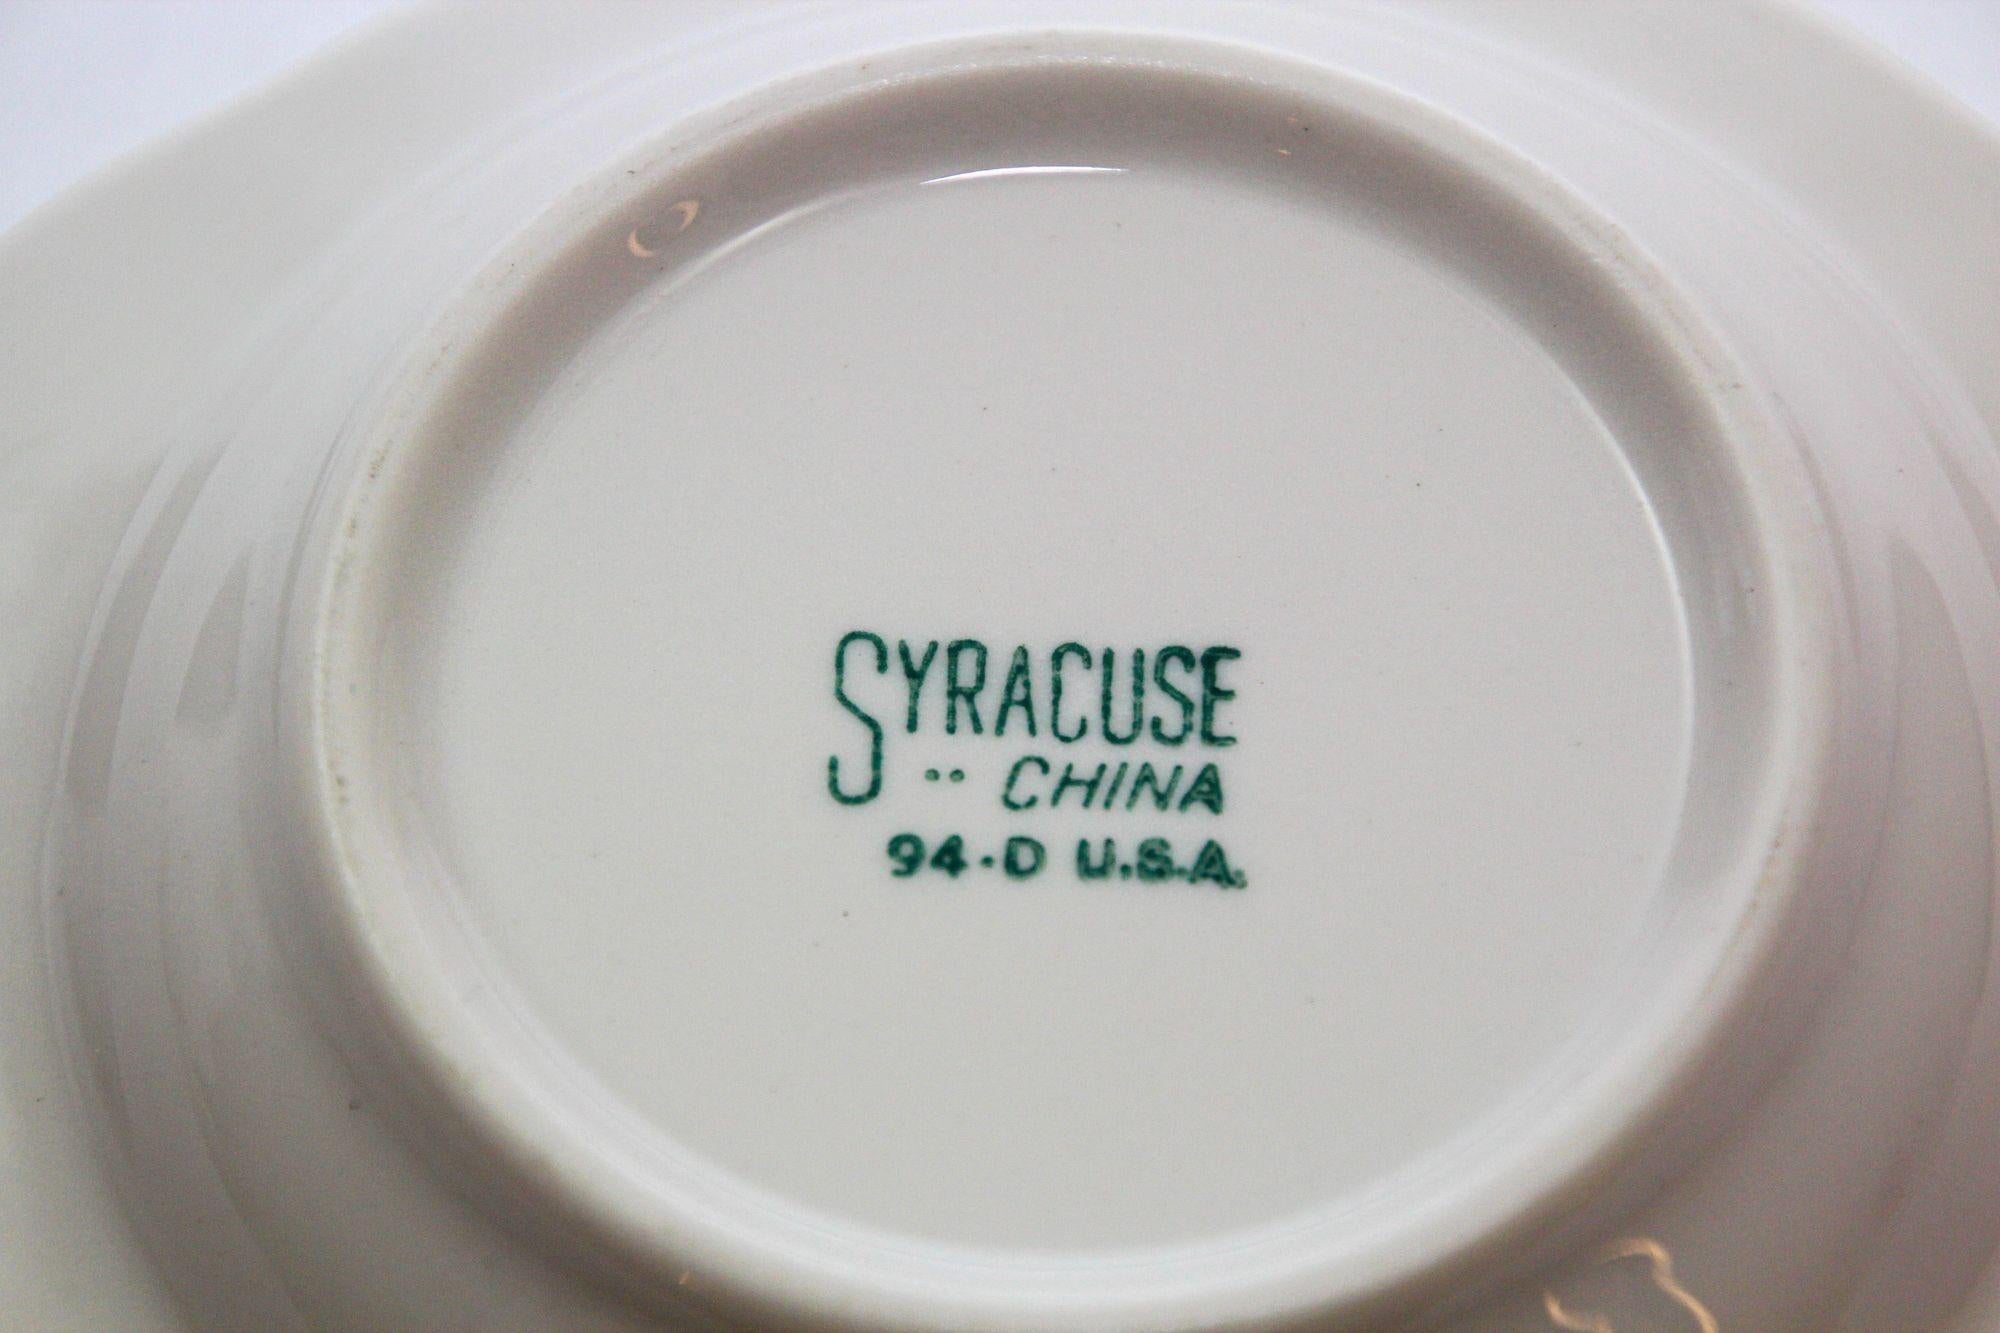 SYRACUSE
·· CHINA
94-D U.S.A.